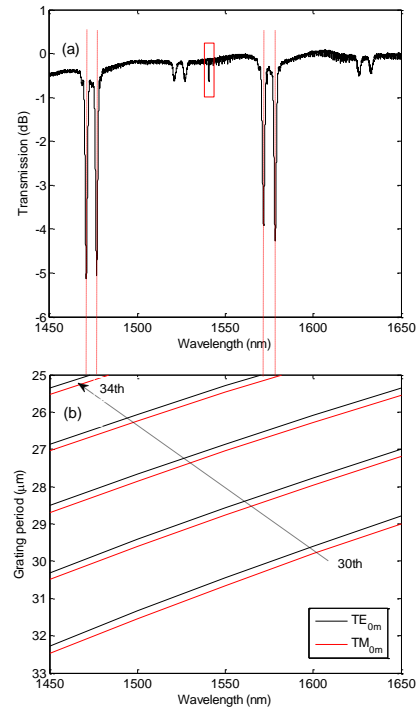 (a)
0
-1
-2
-3
-4
-5
-6
Transmission (dB)
1450 1500 1550 1600 1650
Wavelength (nm)
(b)
25
26
27
28
29
30
31
32
33
Grating period (μm)
34th
30th
TE0m
TM0m
1450 1500 1550 1600 1650
Wavelength (nm)